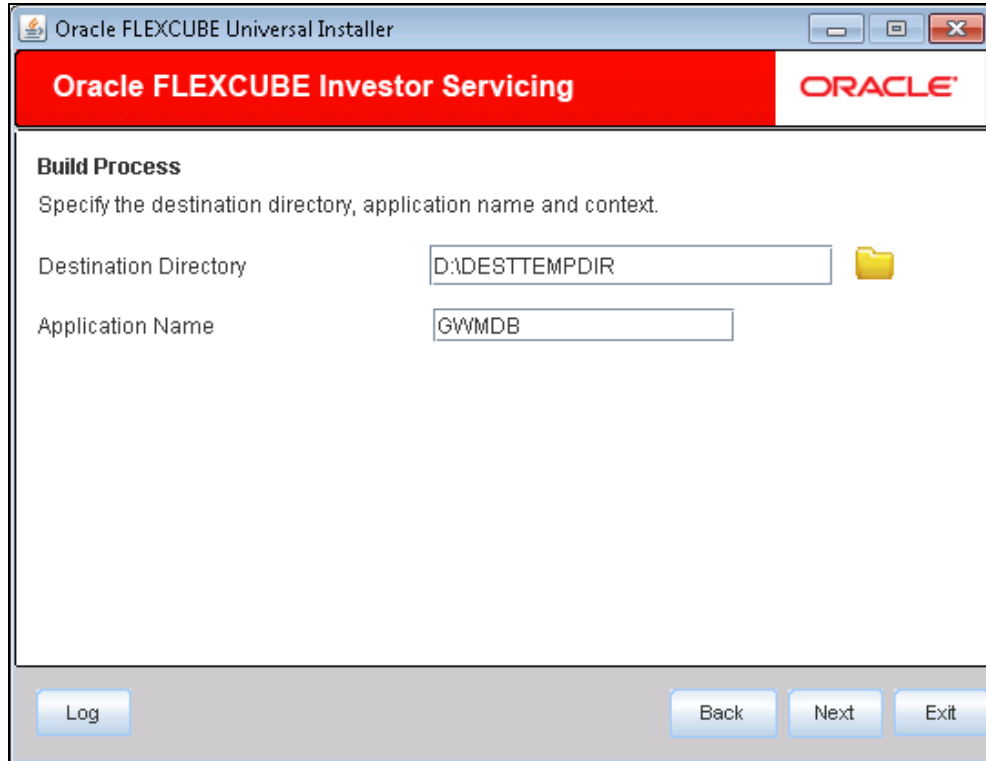 Oracle FLEXCUBE Universal Installer
Oracle FLEXCUBE Investor Servicing
ORACLE
Build Process
Specify the destination directory, application name and context.
Destination Directory D:\DESTTEMPDIR
Application Name GWMDB
Log Back Next Exit